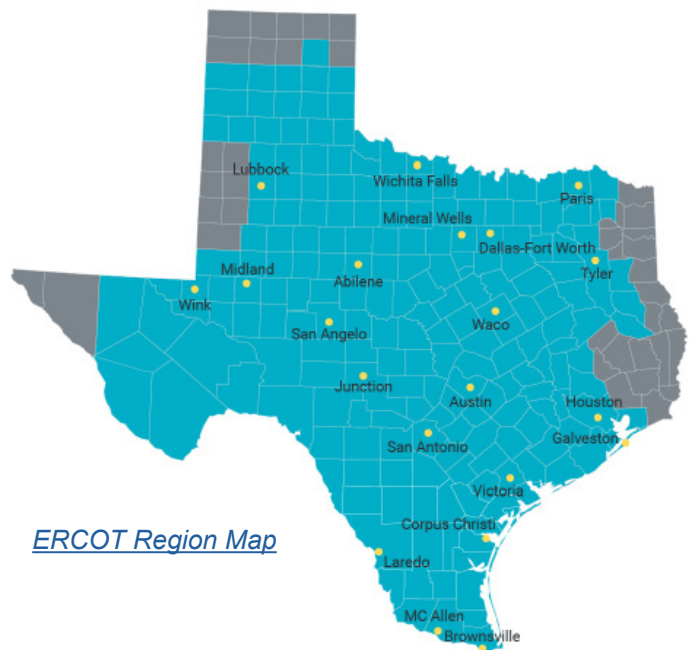 Lubbock
Wichita Falls
Paris
Mineral Wells
Dallas-Fort Worth
Tyler
Midland
Abilene
Wink
San Angelo
Waco
Junction
Austin
Houston
San Antonio
Galveston
Victoria
Corpus Christi
ERCOT Region Map
Laredo
MC Allen
Brownsville